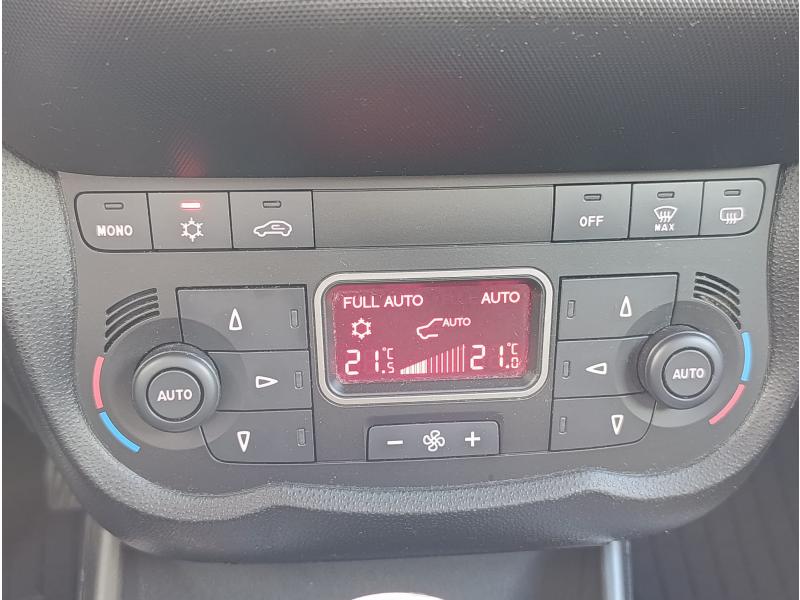 MONO
OFF
MAX
FULL AUTO AUTO
AUTO
21.5 °C 21.0 °C
AUTO
AUTO
− +